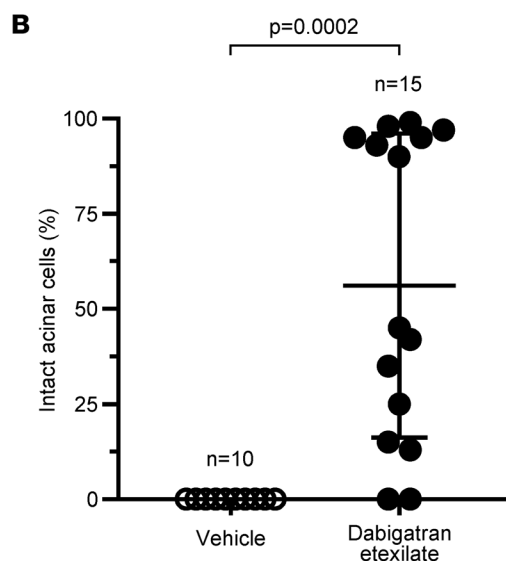 B
p=0.0002
n=15
100
75
50
25
0
Intact acinar cells (%)
n=10
Vehicle
Dabigatran
etexilate